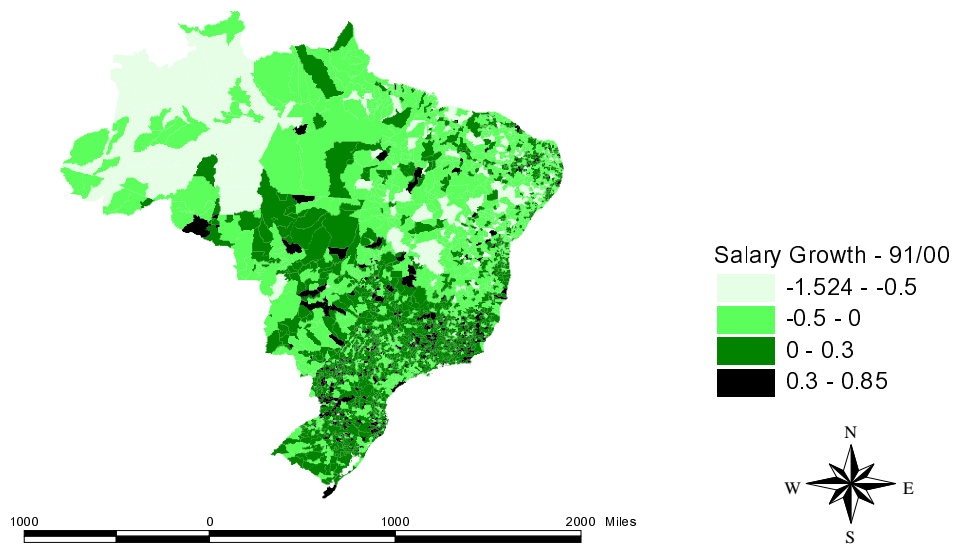 Salary Growth - 91/00
-1.524 - -0.5
-0.5 - 0
0 - 0.3
0.3 - 0.85
N
W E
S
1000 0 1000 2000 Miles